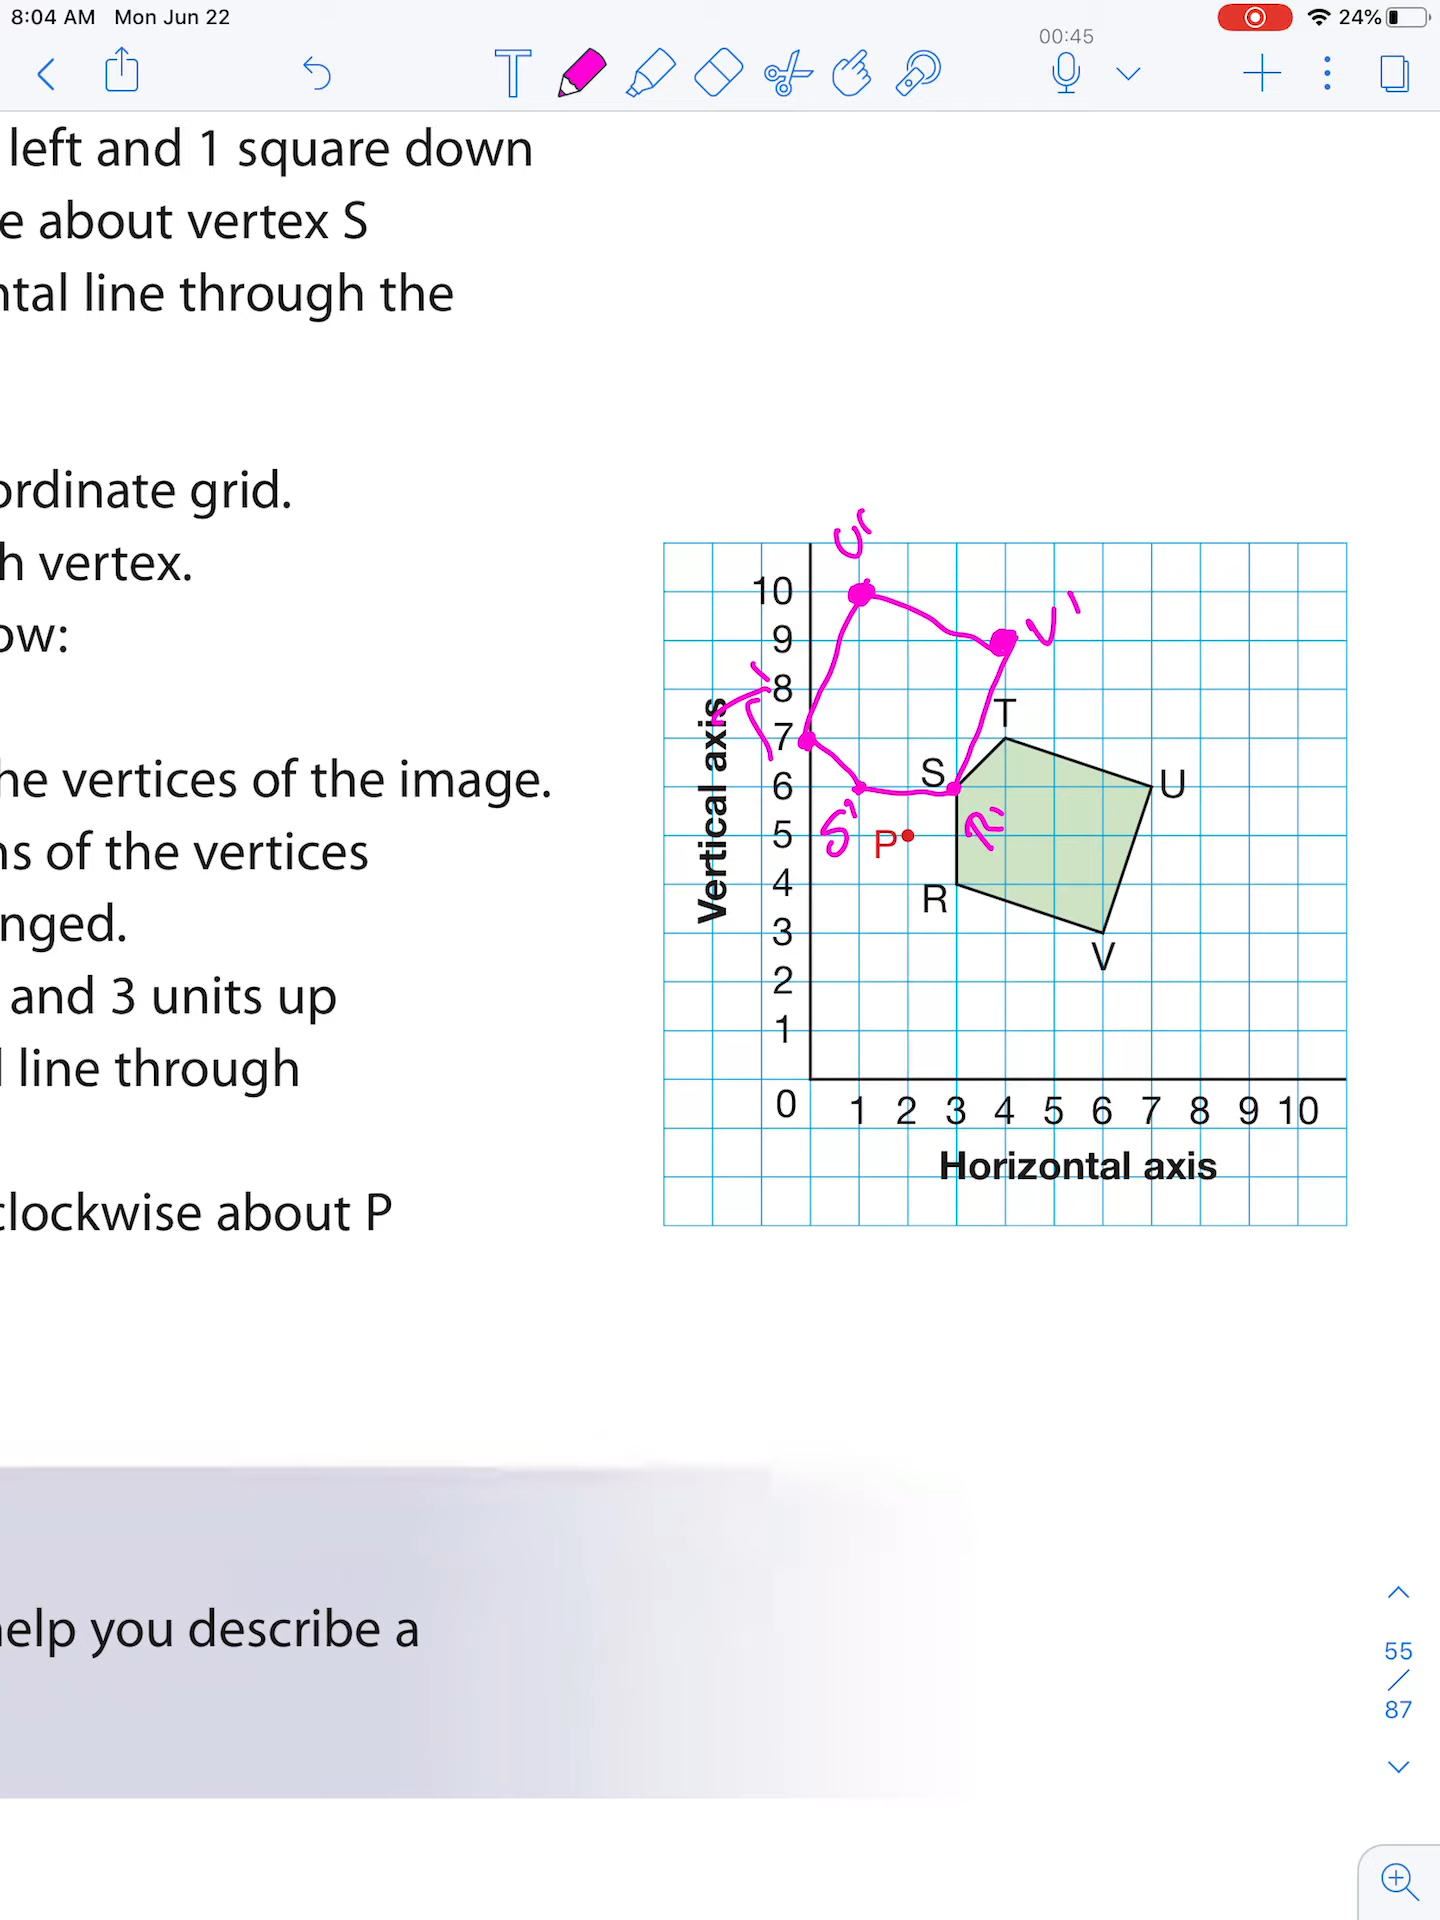 8:04 AM Mon Jun 22
24%
00:45
left and 1 square down
e about vertex S
ntal line through the
ordinate grid.
h vertex.
ow:
he vertices of the image.
ns of the vertices
nged.
and 3 units up
l line through
clockwise about P
U'
V'
T'
S'
R'
10
9
8
7
6
5
4
3
2
1
0
1 2 3 4 5 6 7 8 9 10
Vertical axis
Horizontal axis
T
S
U
P
R
V
help you describe a
55
/
87